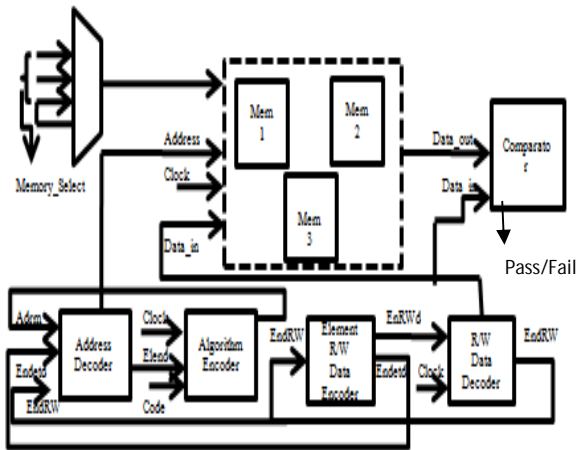 Mem
1
Mem
2
Mem
3
Address
Clock
Data_in
Memory_Select
Data_out
Data_in
Comparato
r
Pass/Fail
Adrm
Endetd
EndRW
Address
Decoder
Clock
Elend
Code
Algorithm
Encoder
EndRW
Element
R/W
Data
Encoder
EnRWd
Endetd
Clock
R/W
Data
Decoder
EndRW